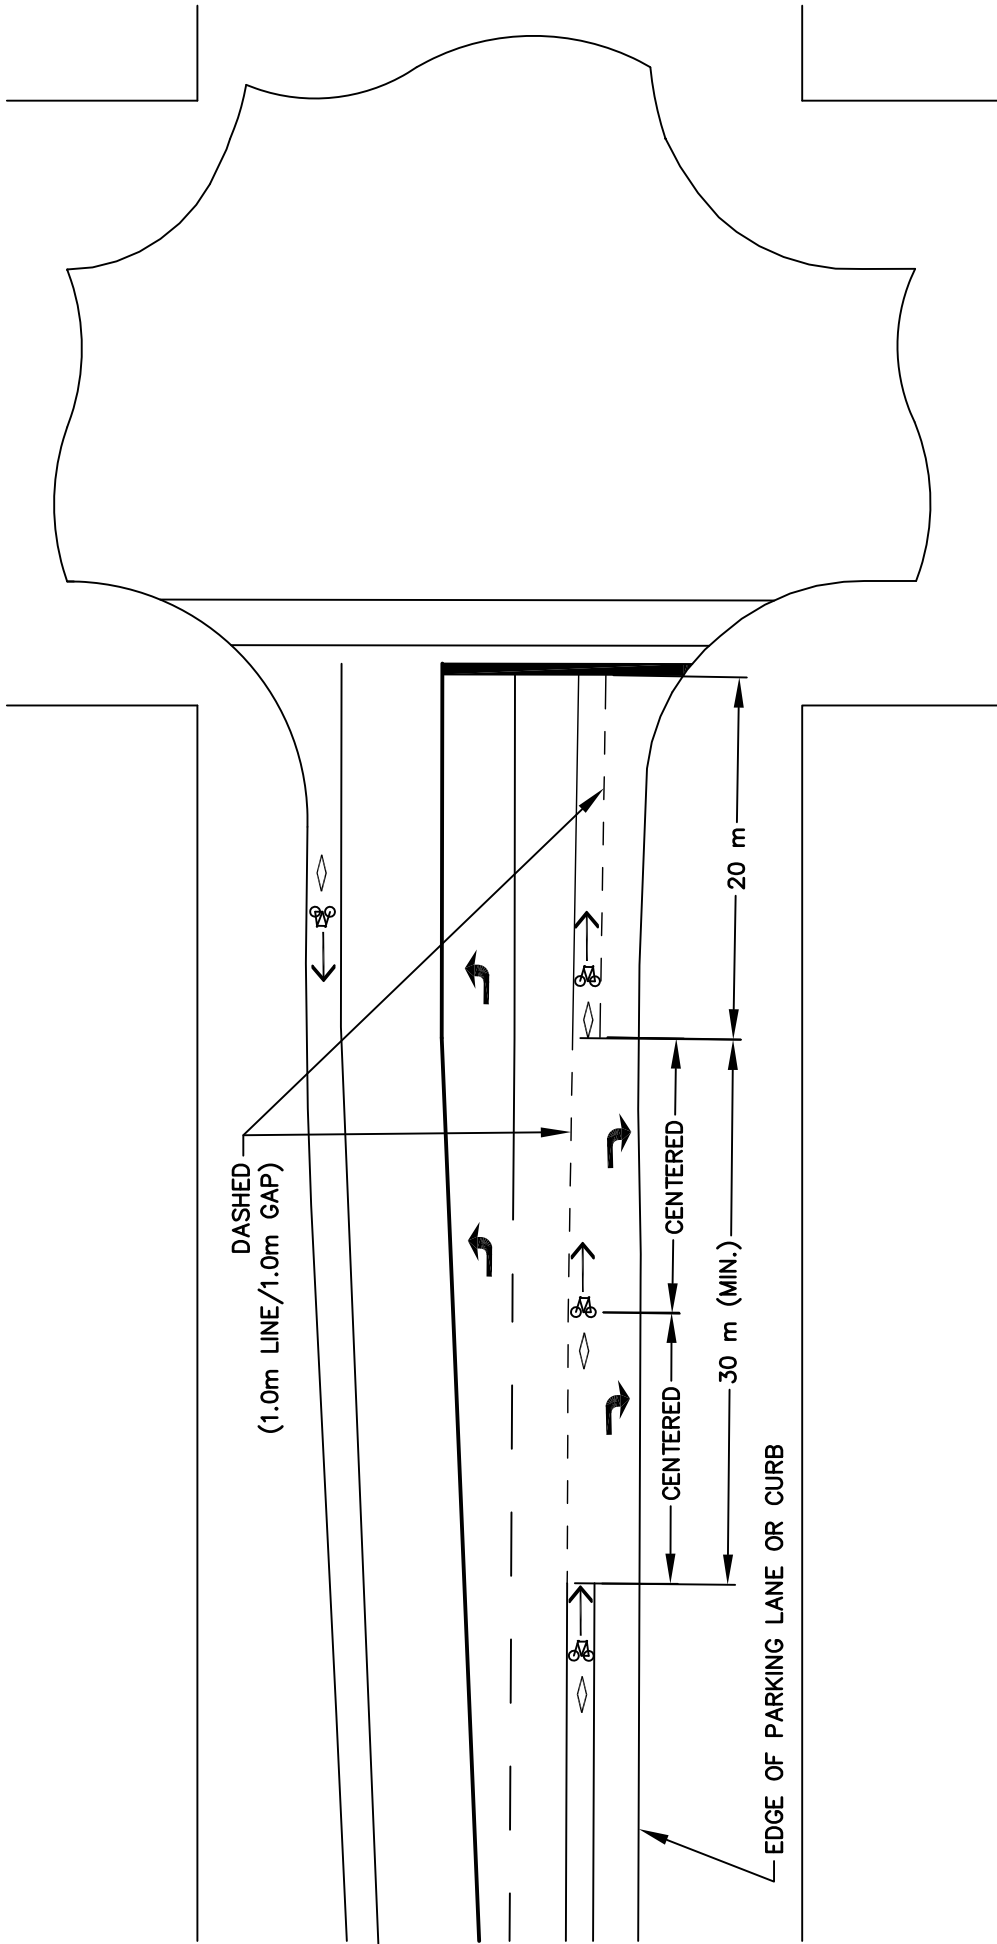 DASHED
(1.0m LINE/1.0m GAP)
20 m
CENTERED
30 m (MIN.)
CENTERED
EDGE OF PARKING LANE OR CURB